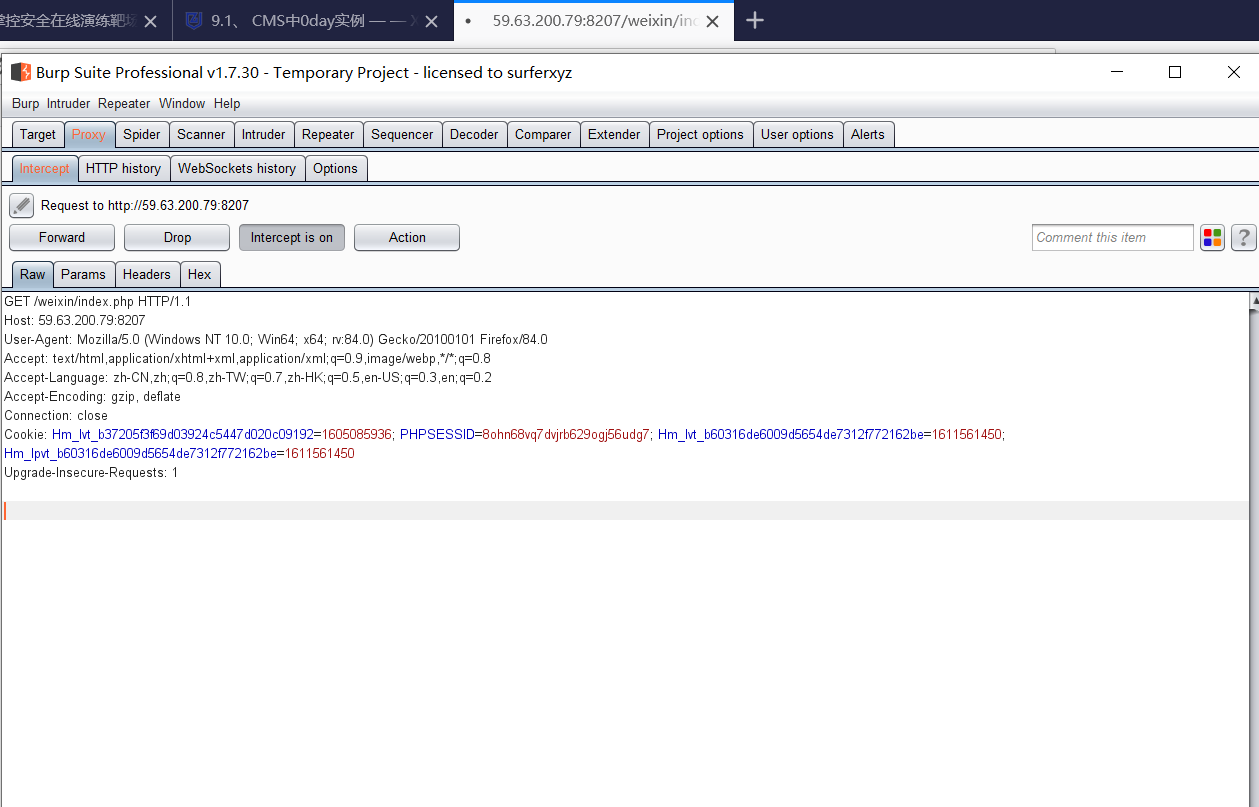 掌控安全在线演练靶场
9.1、 CMS中0day实例 — —
59.63.200.79:8207/weixin/in
Burp Suite Professional v1.7.30 - Temporary Project - licensed to surferxyz
Burp Intruder Repeater Window Help
Target Proxy Spider Scanner Intruder Repeater Sequencer Decoder Comparer Extender Project options User options Alerts
Intercept HTTP history WebSockets history Options
Request to http://59.63.200.79:8207
Forward Drop Intercept is on Action Comment this item ?
Raw Params Headers Hex
GET /weixin/index.php HTTP/1.1
Host: 59.63.200.79:8207
User-Agent: Mozilla/5.0 (Windows NT 10.0; Win64; x64; rv:84.0) Gecko/20100101 Firefox/84.0
Accept: text/html,application/xhtml+xml,application/xml;q=0.9,image/webp,*/*;q=0.8
Accept-Language: zh-CN,zh;q=0.8,zh-TW;q=0.7,zh-HK;q=0.5,en-US;q=0.3,en;q=0.2
Accept-Encoding: gzip, deflate
Connection: close
Cookie: Hm_lvt_b37205f3f69d03924c5447d020c09192=1605085936; PHPSESSID=8ohn68vq7dvjrb629ogj56udg7; Hm_lvt_b60316de6009d5654de7312f772162be=1611561450;
Hm_lpvt_b60316de6009d5654de7312f772162be=1611561450
Upgrade-Insecure-Requests: 1